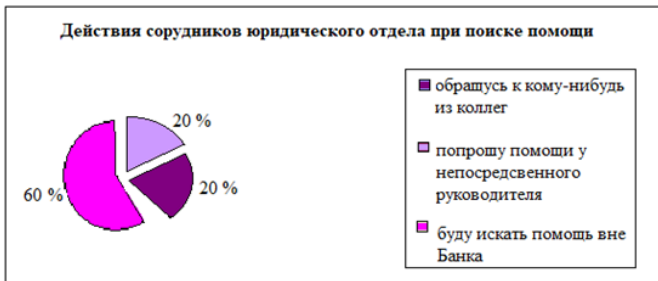 Действия сорудников юридического отдела при поиске помощи
20 %
20 %
60 %
обращусь к кому-нибудь
из коллег
попрошу помощи у
непосредсвенного
руководителя
буду искать помощь вне
Банка